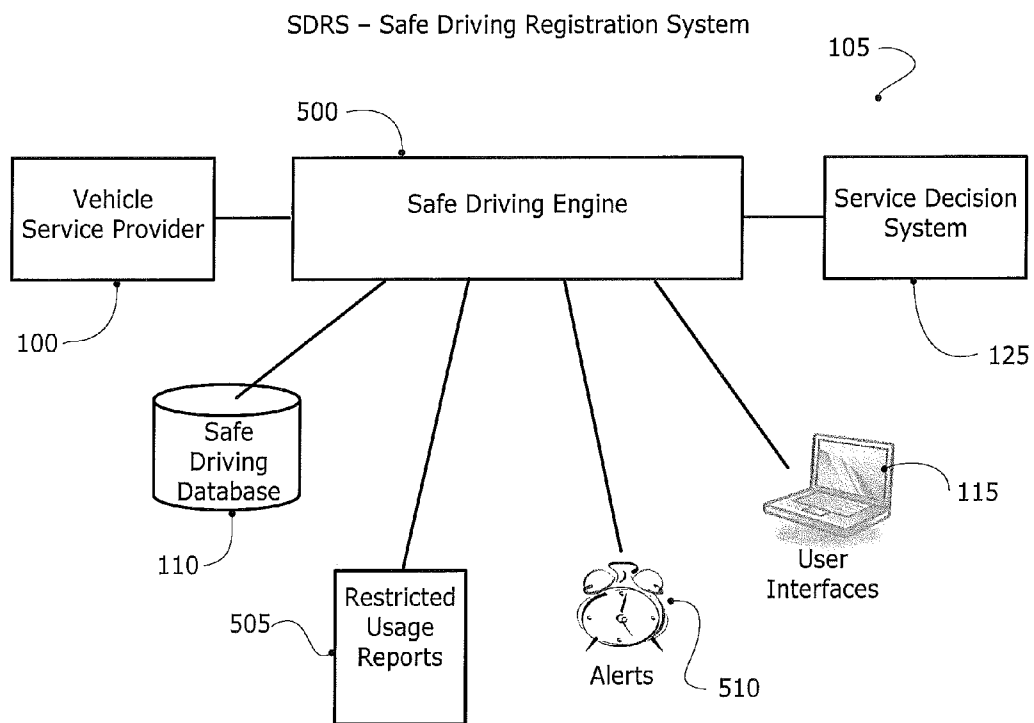 SDRS – Safe Driving Registration System
105
500
Vehicle
Service Provider
Safe Driving Engine
Service Decision
System
100
125
Safe
Driving
Database
115
110
User
Interfaces
505
Restricted
Usage
Reports
Alerts
510